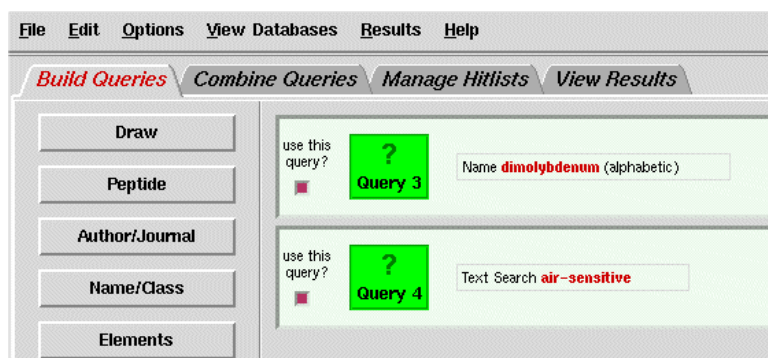 File Edit Options View Databases Results Help
Build Queries Combine Queries Manage Hitlists View Results
Draw
Peptide
Author/Journal
Name/Class
Elements
use this
query?
?
Query 3
Name dimolybdenum (alphabetic)
use this
query?
?
Query 4
Text Search air-sensitive